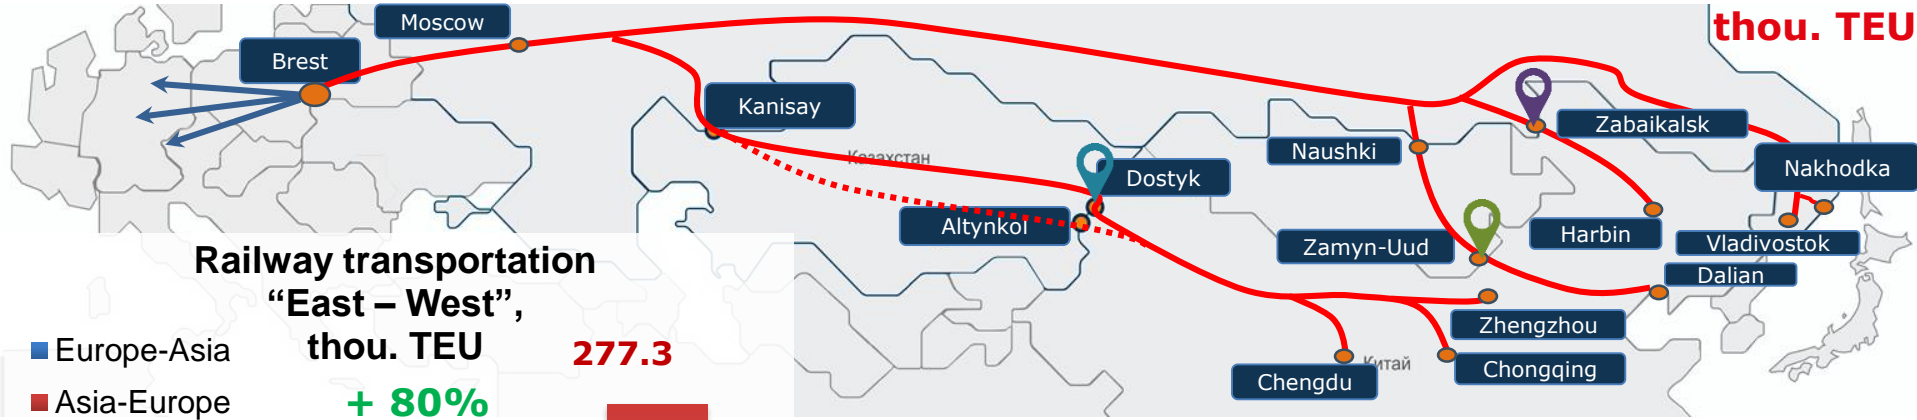 thou. TEU
Moscow
Brest
Kanisay
Казахстан
Dostyk
Altynkol
Naushki
Zabaikalsk
Nakhodka
Zamyn-Uud
Harbin
Vladivostok
Dalian
Zhengzhou
Китай
Chongqing
Chengdu
Railway transportation
“East – West”,
thou. TEU
Europe-Asia
Asia-Europe
277.3
+ 80%